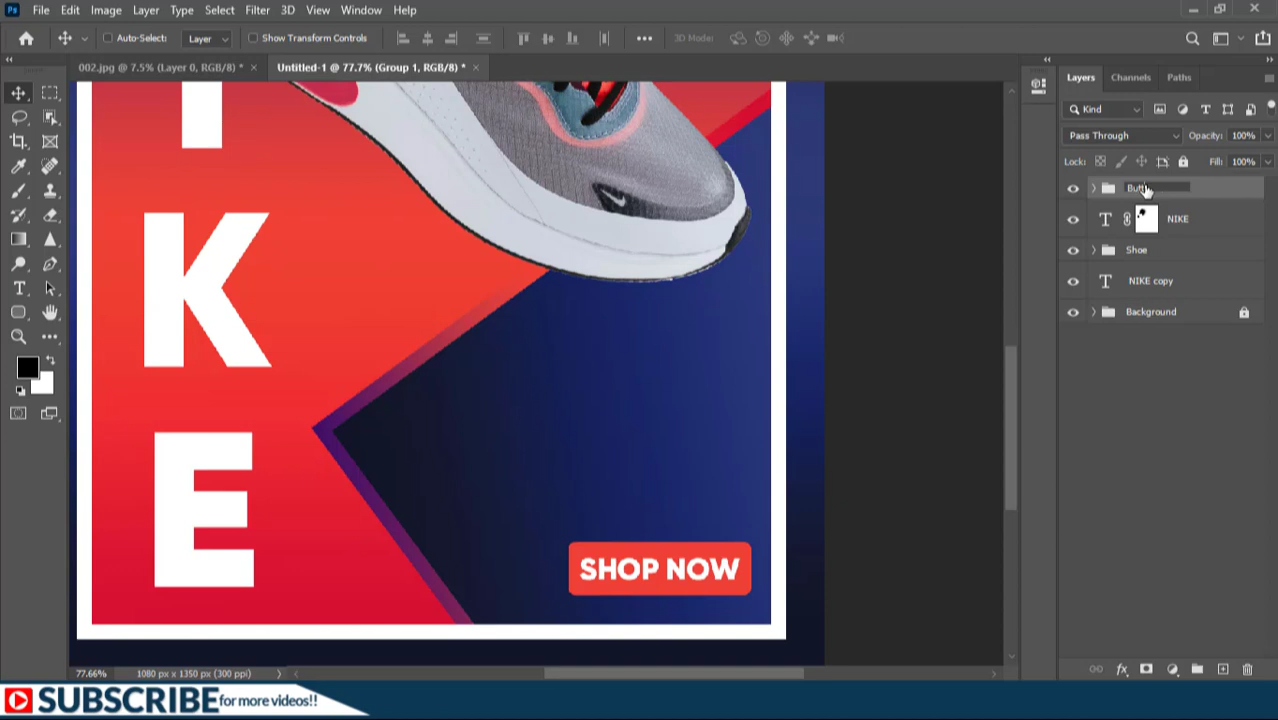 Ps File Edit Image Layer Type Select Filter 3D View Window Help
Auto-Select: Layer Show Transform Controls 3D Mode:
002.jpg @ 7.5% (Layer 0, RGB/8) * Untitled-1 @ 77.7% (Group 1, RGB/8) *
Layers Channels Paths
Kind
Pass Through Opacity: 100%
Lock: Fill: 100%
NIKE
Shoe
NIKE copy
Background
K
E
SHOP NOW
77.66% 1080 px x 1350 px (300 ppi)
SUBSCRIBE for more videos!!